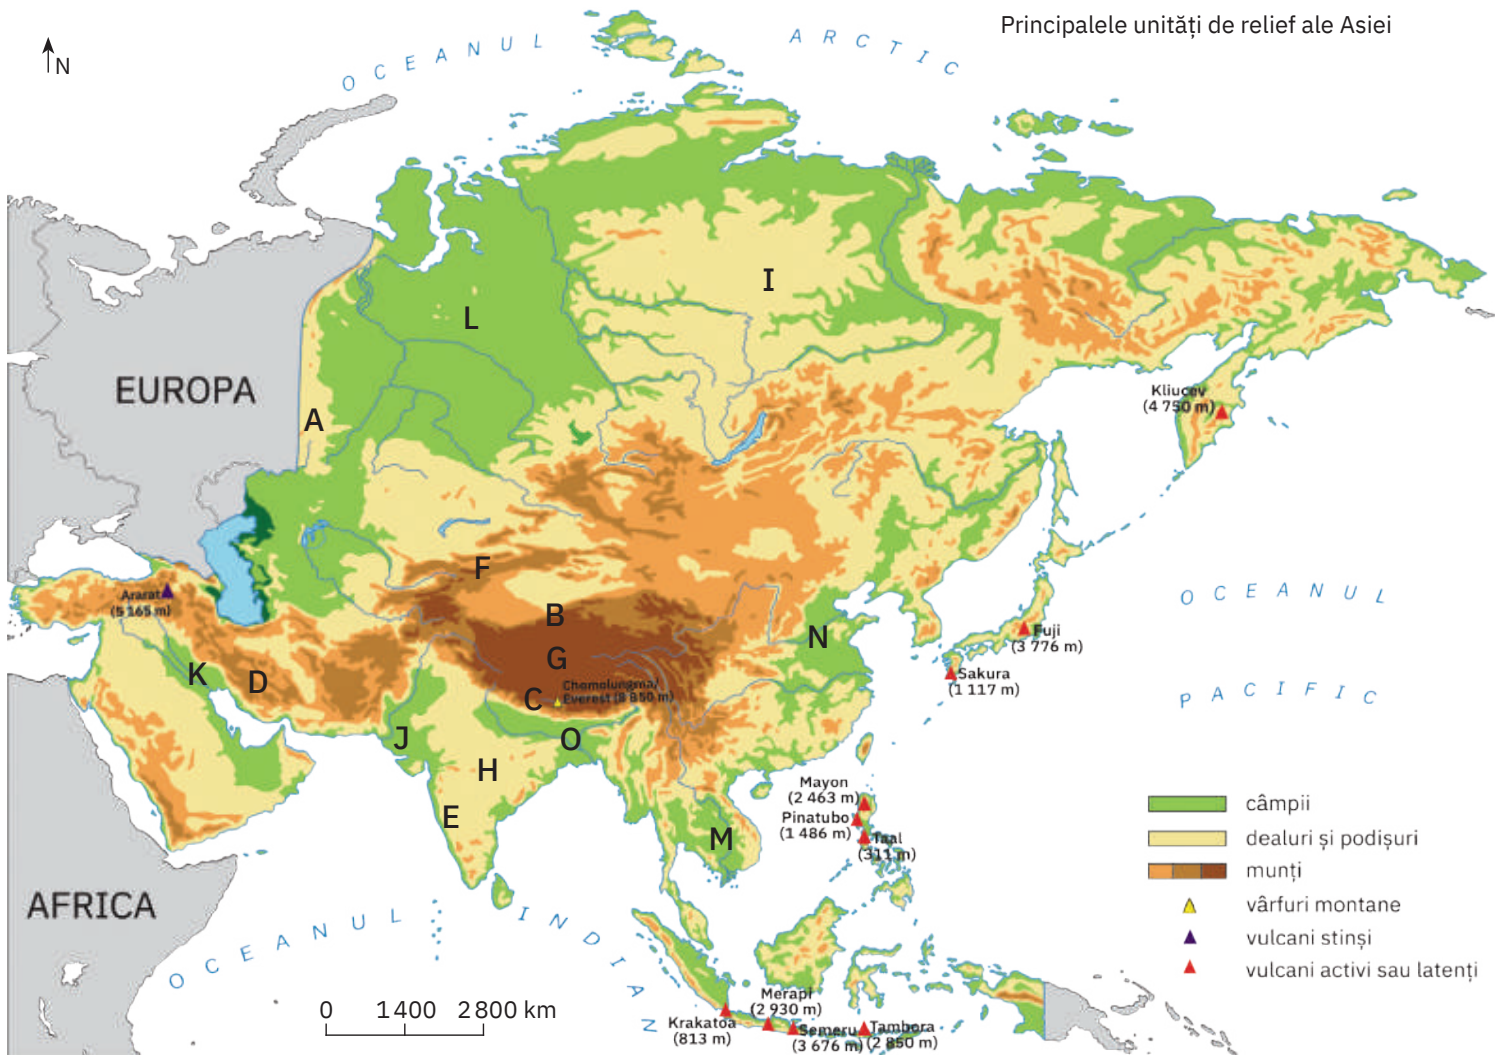 Principalele unități de relief ale Asiei
N
OCEANUL
ARCTIC
I
L
EUROPA
A
Kliucev
(4 750 m)
F
Ararat
(5 165 m)
B
OCEANUL
N
Fuji
(3 776 m)
G
K
D
Sakura
(1 117 m)
Chomolungma/
Everest (8 850 m)
C
PACIFIC
J
O
H
Mayon
(2 463 m)
E
Pinatubo
(1 486 m)
M
Taal
(311 m)
câmpii
dealuri și podișuri
munți
AFRICA
vârfuri montane
OCEANUL
INDIAN
vulcani stinși
vulcani activi sau latenți
0 1400 2800 km
Merapi
(2 930 m)
Krakatoa
(813 m)
Semeru
(3 676 m)
Tambora
(2 850 m)